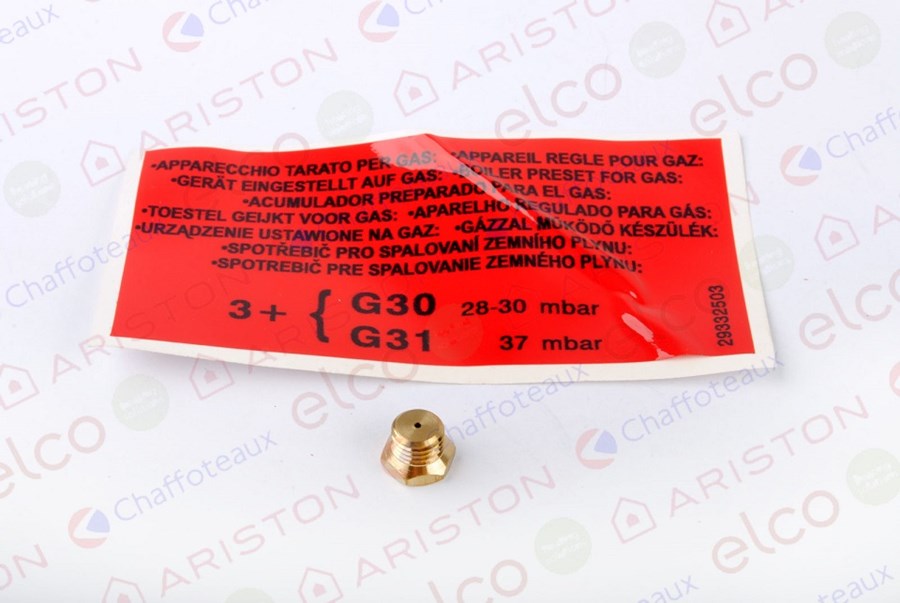 •APPARECCHIO TARATO PER GAS: •APPAREIL REGLE POUR GAZ:
•GERÄT EINGESTELLT AUF GAS: •BOILER PRESET FOR GAS:
•ACUMULADOR PREPARADO PARA EL GAS:
•TOESTEL GEIJKT VOOR GAS: •APARELHO REGULADO PARA GÁS:
•URZĄDZENIE USTAWIONE NA GAZ: •GÁZZAL MŰKÖDŐ KÉSZÜLÉK:
•SPOTŘEBIČ PRO SPALOVANÍ ZEMNÍHO PLYNU:
•SPOTREBIČ PRE SPALOVANIE ZEMNÉHO PLYNU:
3+ { G30 28-30 mbar
G31 37 mbar
29332503
Chaffoteaux
ARISTON
elco